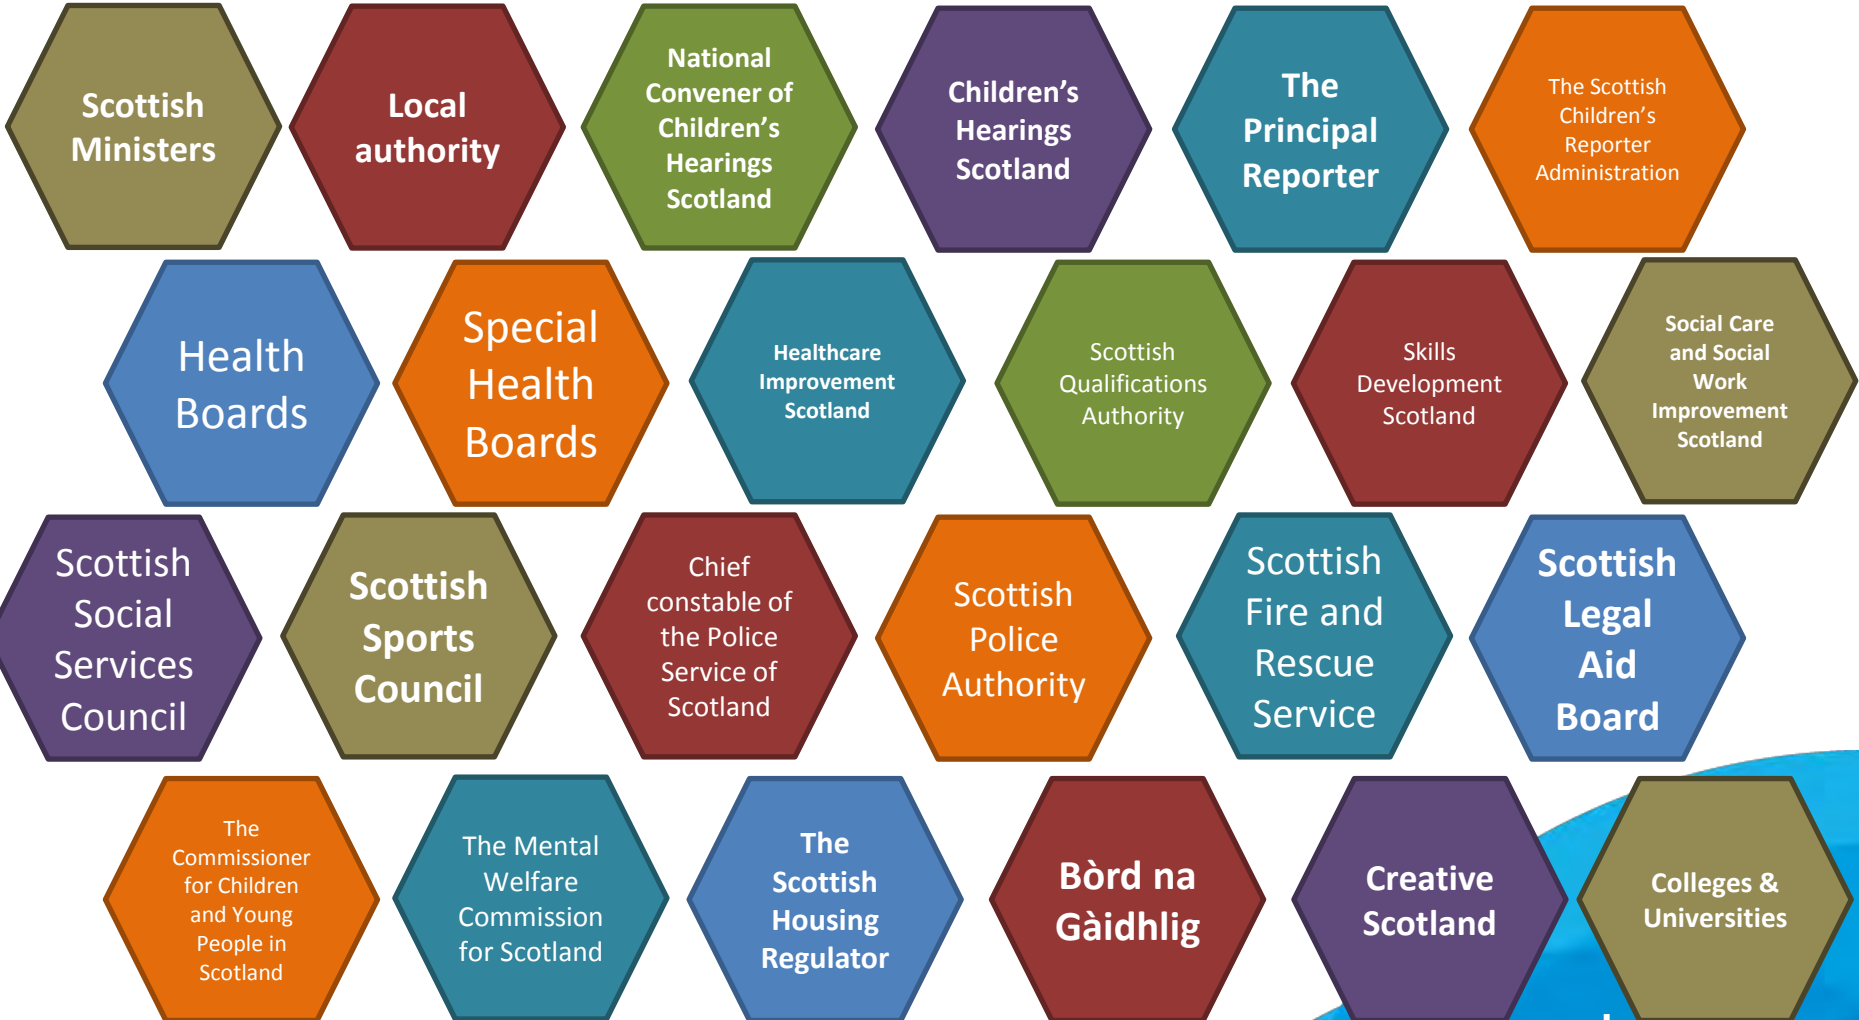 Scottish
Ministers
Local
authority
National
Convener of
Children's
Hearings
Scotland
Children's
Hearings
Scotland
The
Principal
Reporter
The Scottish
Children's
Reporter
Administration
Health
Boards
Special
Health
Boards
Healthcare
Improvement
Scotland
Scottish
Qualifications
Authority
Skills
Development
Scotland
Social Care
and Social
Work
Improvement
Scotland
Scottish
Social
Services
Council
Scottish
Sports
Council
Chief
constable of
the Police
Service of
Scotland
Scottish
Police
Authority
Scottish
Fire and
Rescue
Service
Scottish
Legal
Aid
Board
The
Commissioner
for Children
and Young
People in
Scotland
The Mental
Welfare
Commission
for Scotland
The
Scottish
Housing
Regulator
Bòrd na
Gàidhlig
Creative
Scotland
Colleges &
Universities